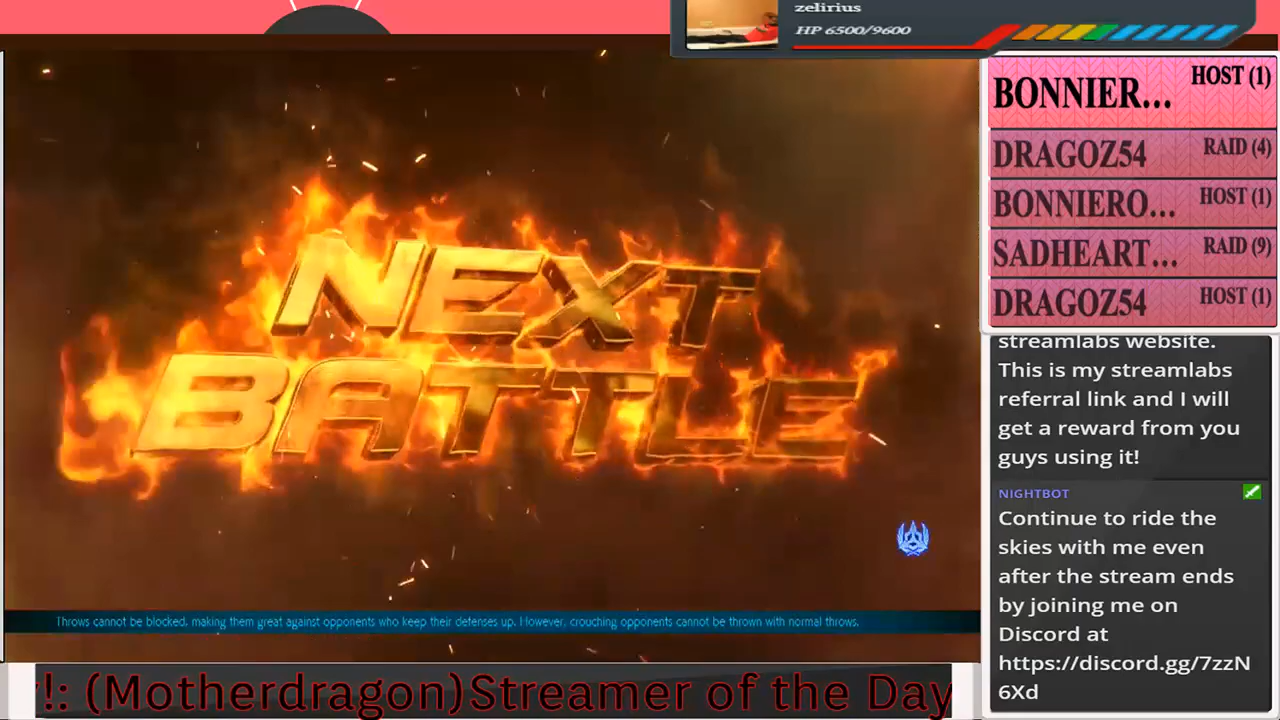 zelirius
HP 6500/9600
BONNIER... HOST (1)
DRAGOZ54 RAID (4)
BONNIERO... HOST (1)
SADHEART... RAID (9)
DRAGOZ54 HOST (1)
NEXT
BATTLE
streamlabs website.
This is my streamlabs
referral link and I will
get a reward from you
guys using it!
NIGHTBOT
Continue to ride the
skies with me even
after the stream ends
by joining me on
Discord at
https://discord.gg/7zzN
6Xd
Throws cannot be blocked, making them great against opponents who keep their defenses up. However, crouching opponents cannot be thrown with normal throws.
!: (Motherdragon)Streamer of the Day